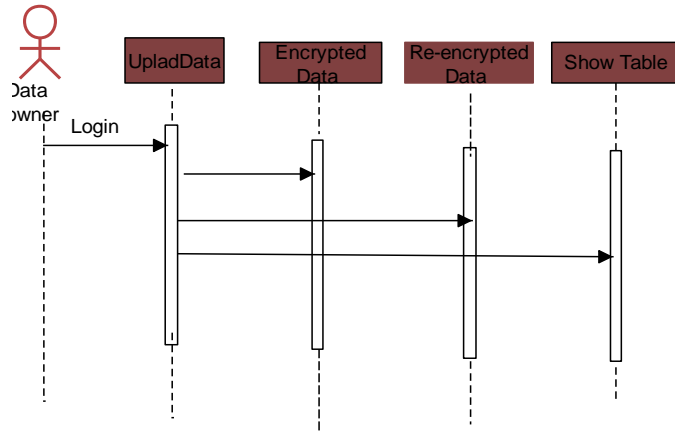 UpladData
Encrypted
Data
Re-encrypted
Data
Show Table
Data
owner
Login